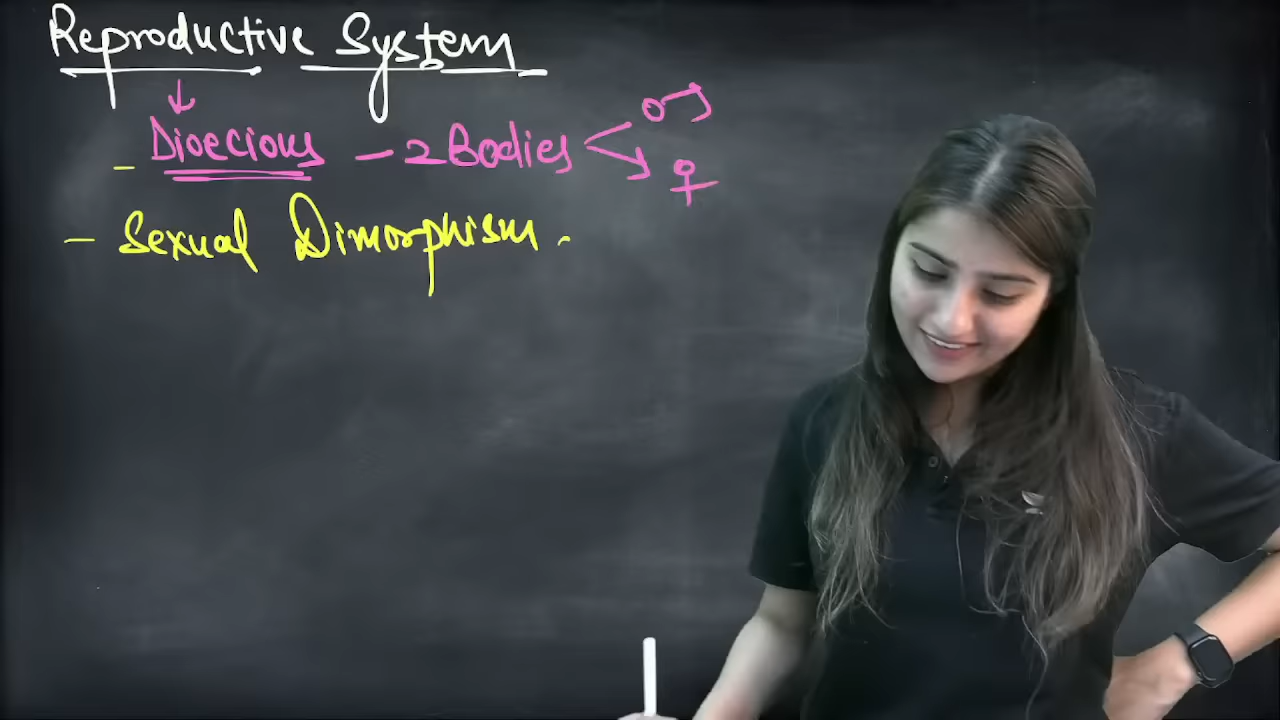 Reproductive System
- Dioecious - 2 Bodies ♂
♀
- Sexual Dimorphism.